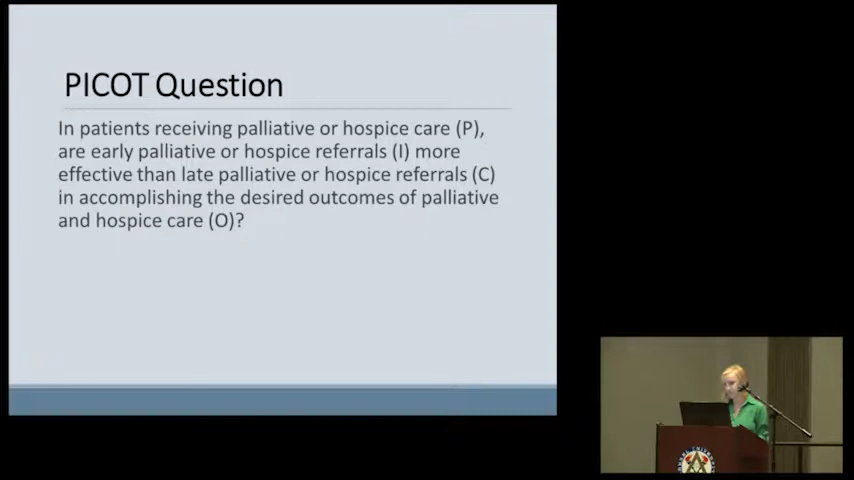 PICOT Question
In patients receiving palliative or hospice care (P),
are early palliative or hospice referrals (I) more
effective than late palliative or hospice referrals (C)
in accomplishing the desired outcomes of palliative
and hospice care (O)?